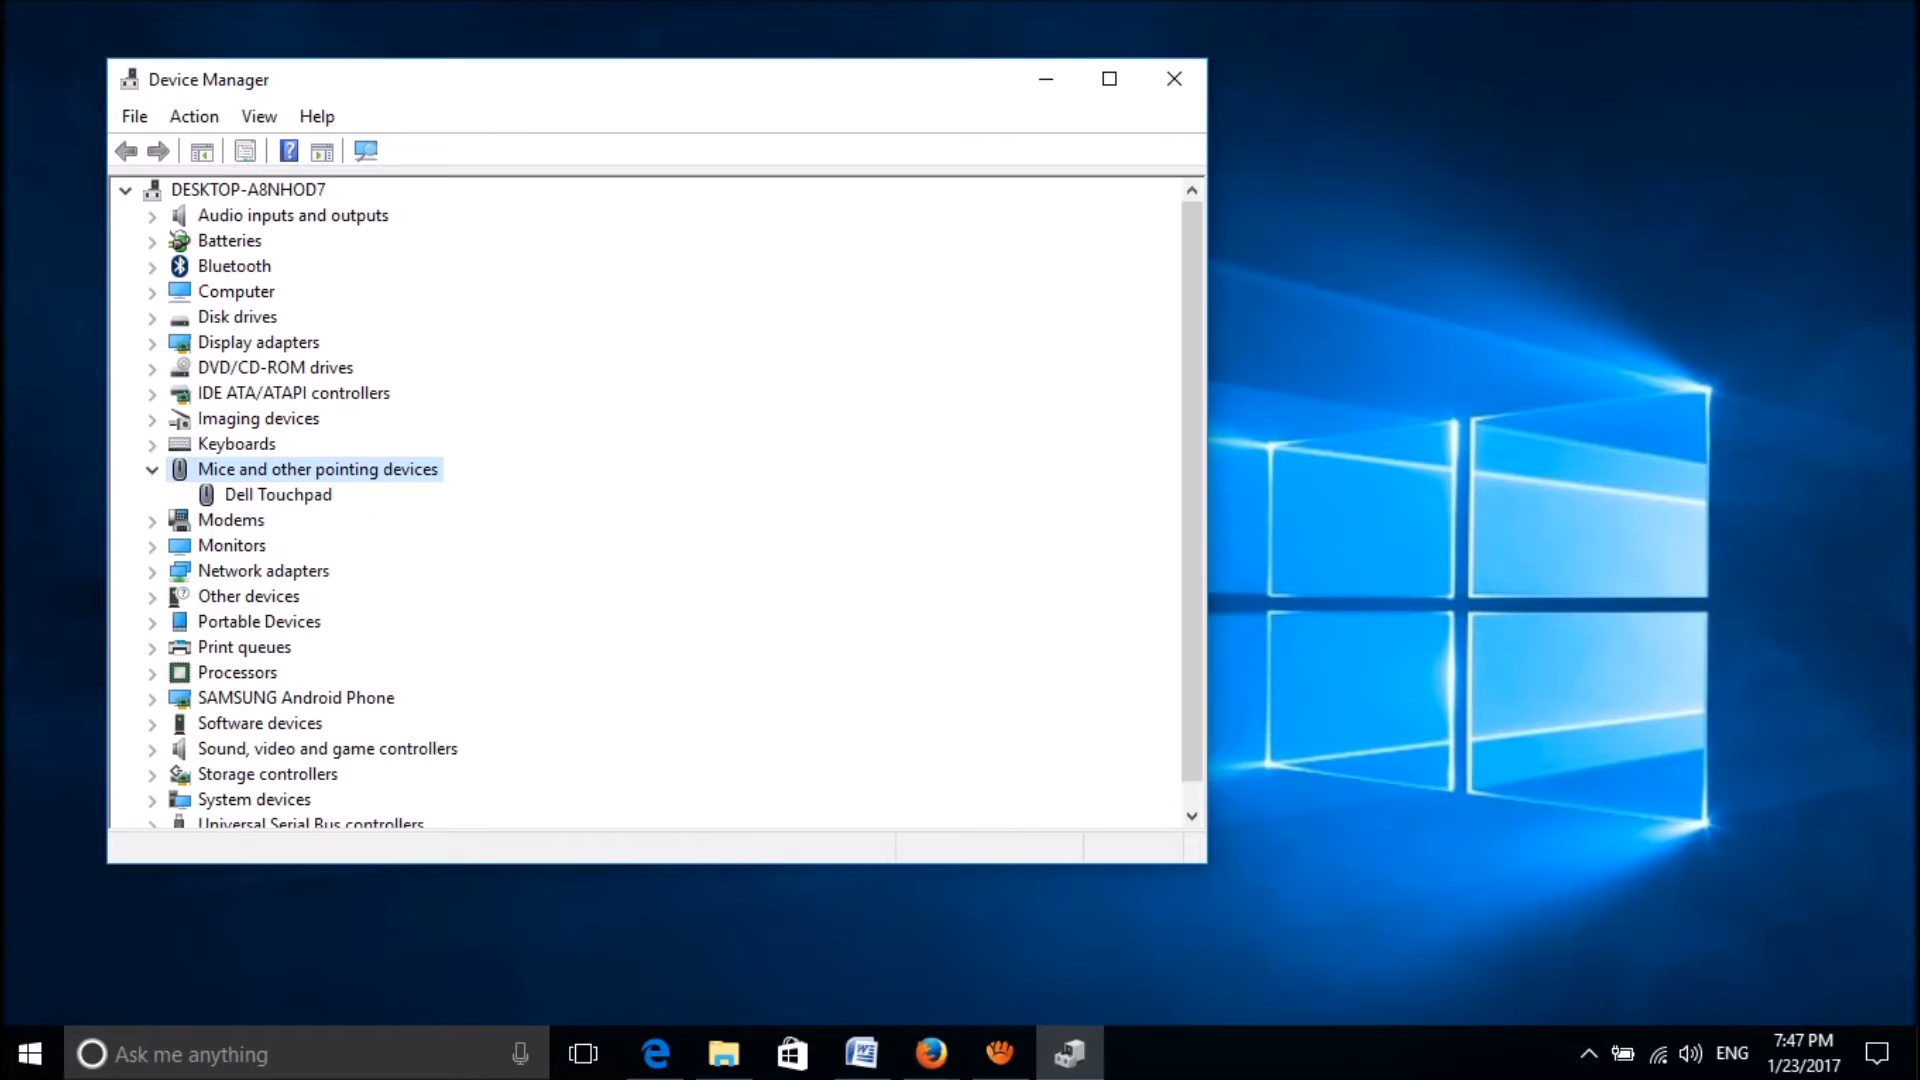 Device Manager
File Action View Help
?
DESKTOP-A8NHOD7
Audio inputs and outputs
Batteries
Bluetooth
Computer
Disk drives
Display adapters
DVD/CD-ROM drives
IDE ATA/ATAPI controllers
Imaging devices
Keyboards
Mice and other pointing devices
Dell Touchpad
Modems
Monitors
Network adapters
Other devices
Portable Devices
Print queues
Processors
SAMSUNG Android Phone
Software devices
Sound, video and game controllers
Storage controllers
System devices
Universal Serial Bus controllers
Ask me anything
ENG
7:47 PM
1/23/2017